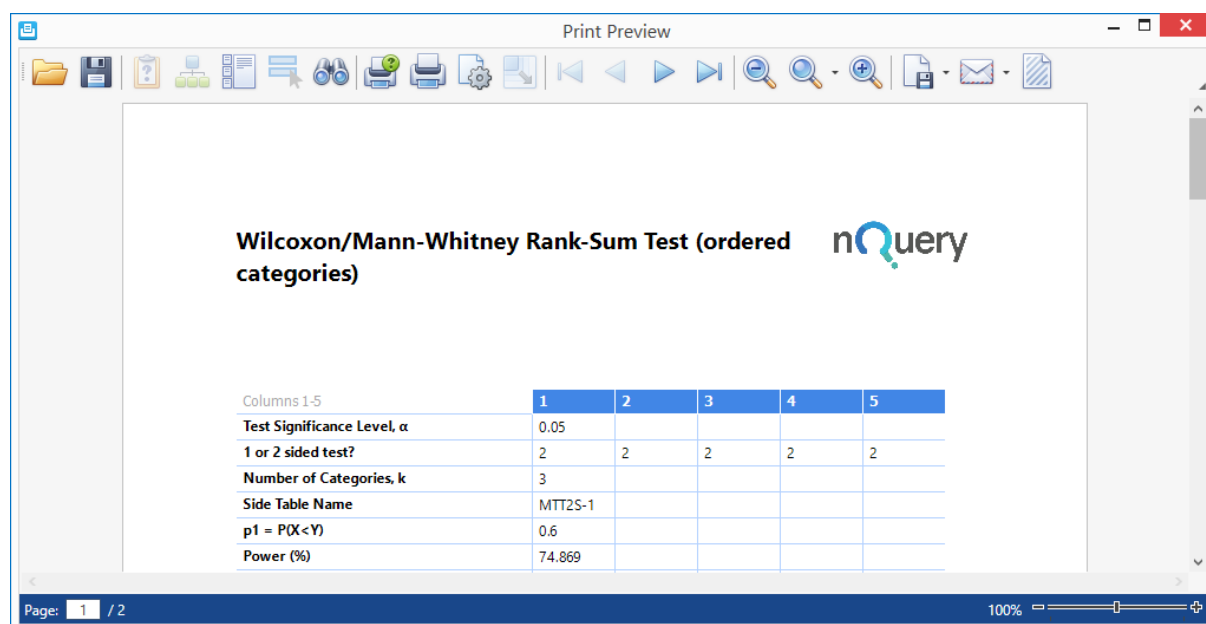 Print Preview
Wilcoxon/Mann-Whitney Rank-Sum Test (ordered
categories)
nQuery
Columns 1-5 1 2 3 4 5
Test Significance Level, α 0.05
1 or 2 sided test? 2 2 2 2 2
Number of Categories, k 3
Side Table Name MTT2S-1
p1 = P(X<Y) 0.6
Power (%) 74.869
Page: 1 / 2 100%